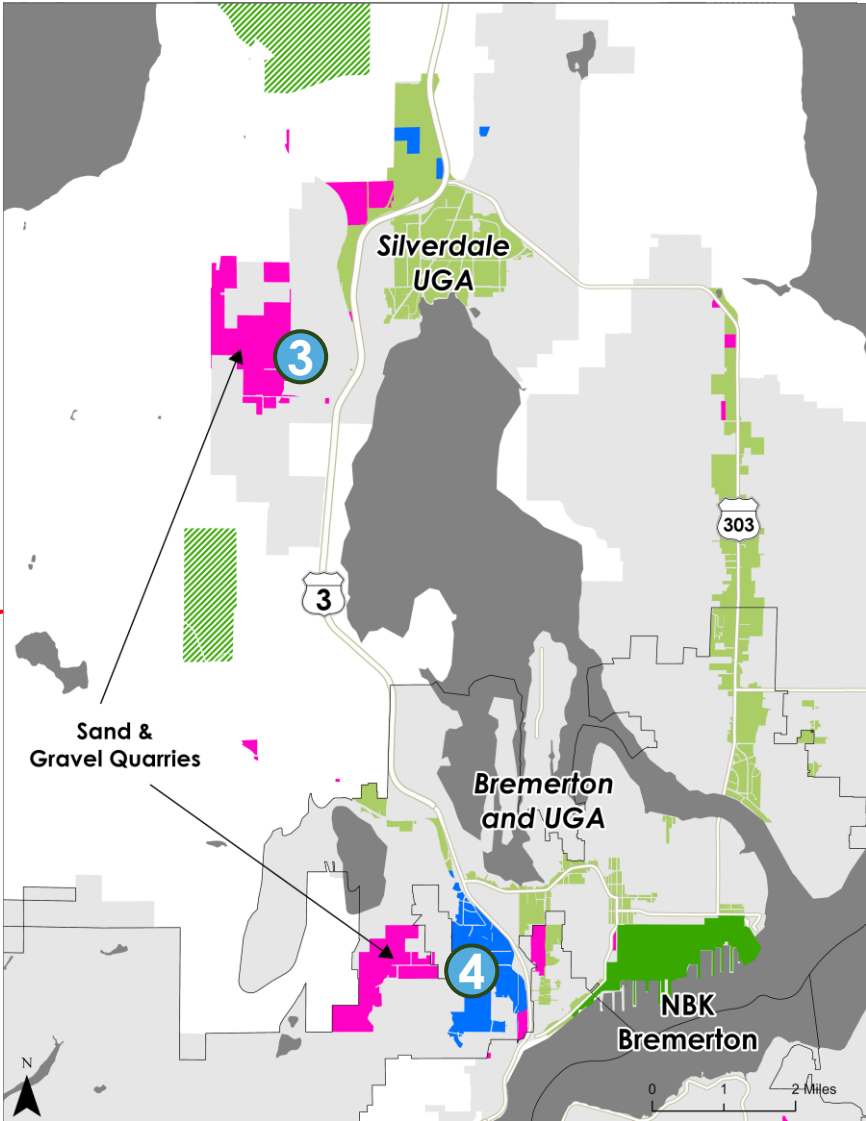 Silverdale
UGA
3
303
3
Sand &
Gravel Quarries
Bremerton
and UGA
4
NBK
Bremerton
N
0 1 2 Miles